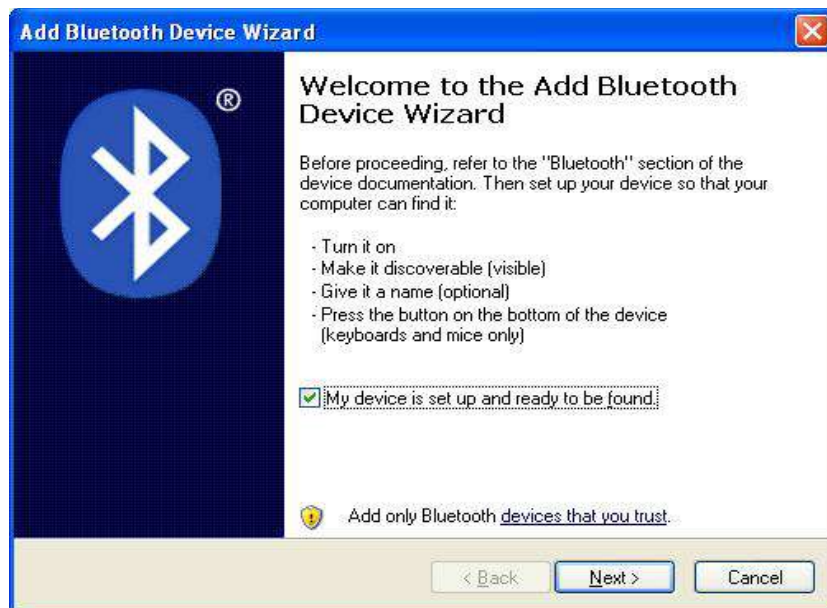 Add Bluetooth Device Wizard
®
Welcome to the Add Bluetooth
Device Wizard
Before proceeding, refer to the "Bluetooth" section of the
device documentation. Then set up your device so that your
computer can find it:
- Turn it on
- Make it discoverable (visible)
- Give it a name (optional)
- Press the button on the bottom of the device
(keyboards and mice only)
My device is set up and ready to be found.
Add only Bluetooth devices that you trust.
< Back Next > Cancel